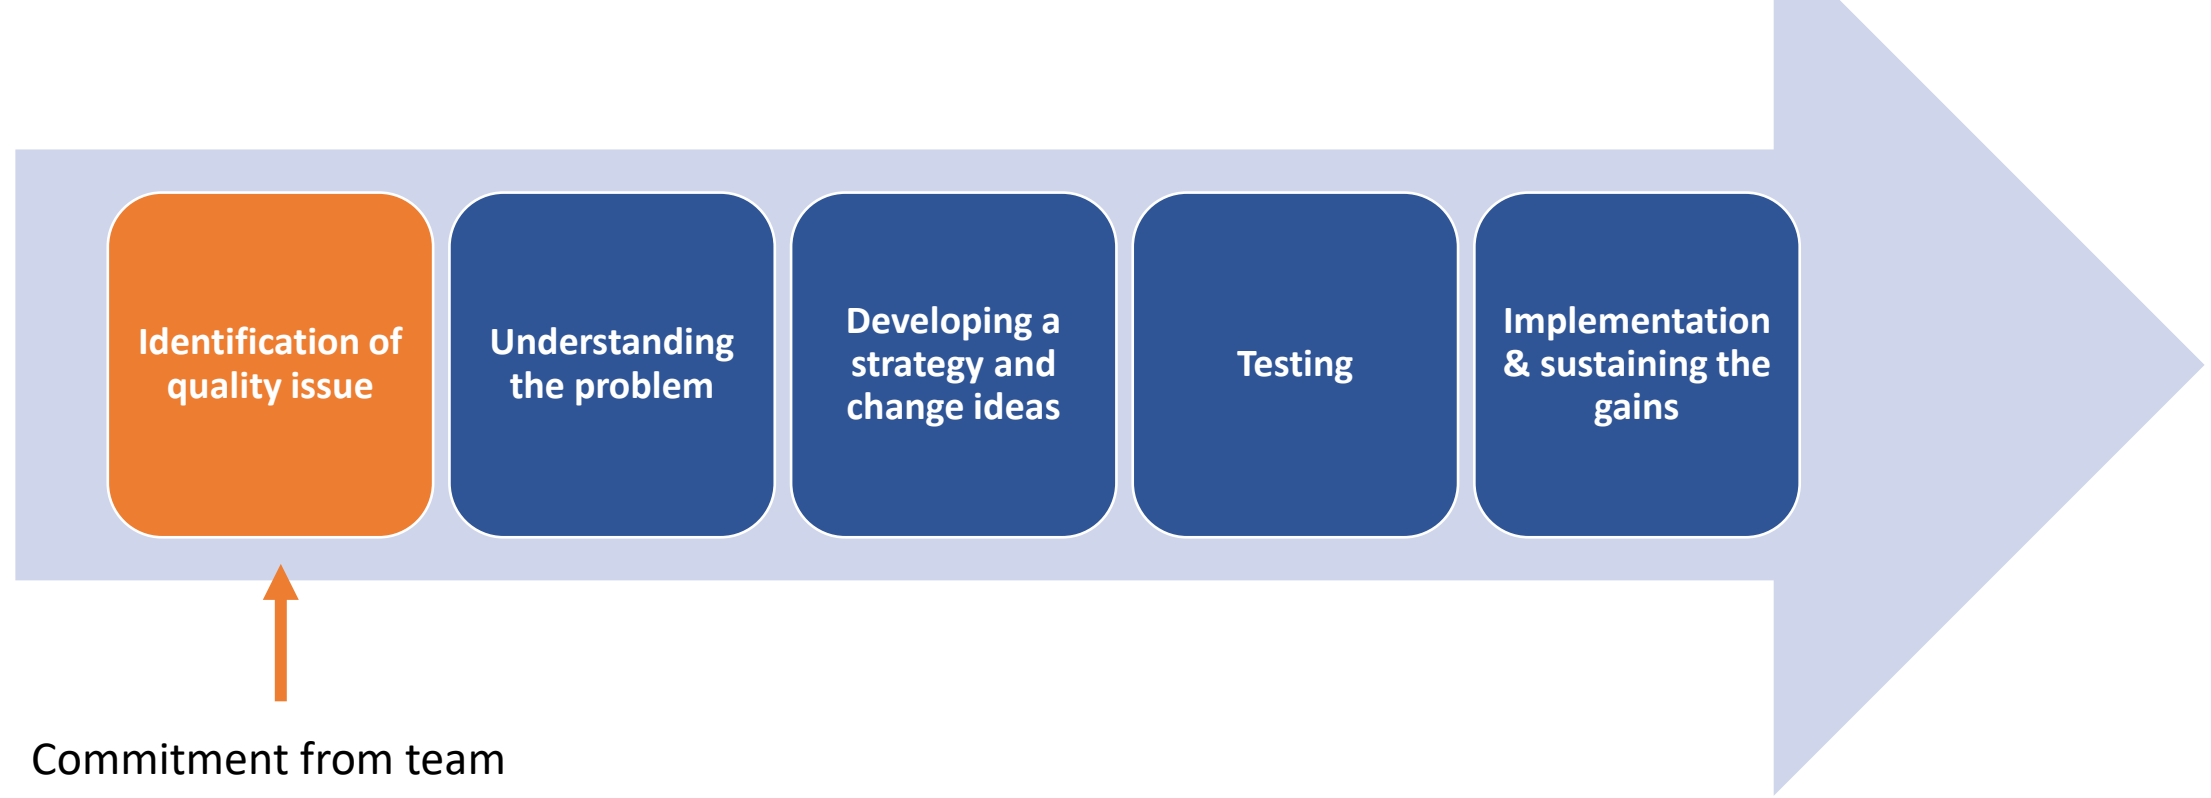 Identification of
quality issue
Understanding
the problem
Developing a
strategy and
change ideas
Testing
Implementation
& sustaining the
gains
Commitment from team